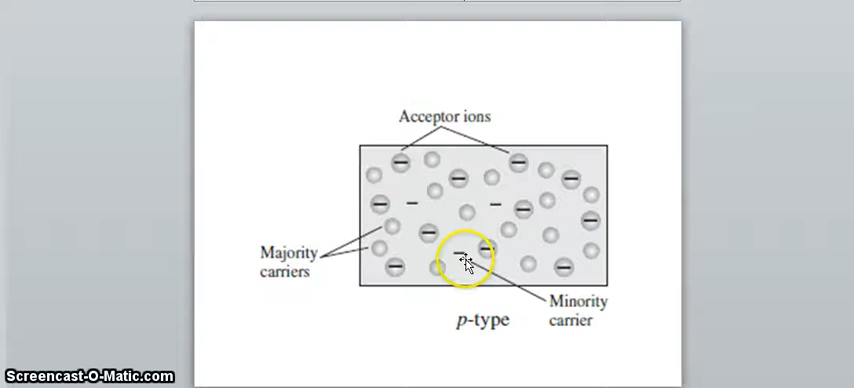 Acceptor ions
Majority
carriers
Minority
carrier
p-type
Screencast-O-Matic.com